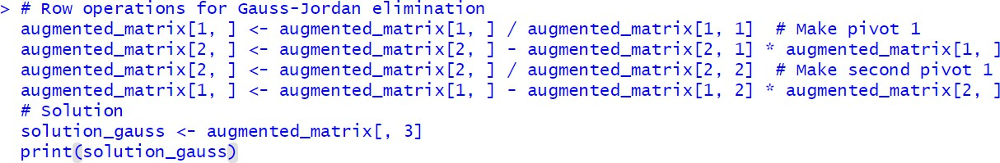 > # Row operations for Gauss-Jordan elimination
augmented_matrix[1, ] <- augmented_matrix[1, ] / augmented_matrix[1, 1]  # Make pivot 1
augmented_matrix[2, ] <- augmented_matrix[2, ] - augmented_matrix[2, 1] * augmented_matrix[1, ]
augmented_matrix[2, ] <- augmented_matrix[2, ] / augmented_matrix[2, 2]  # Make second pivot 1
augmented_matrix[1, ] <- augmented_matrix[1, ] - augmented_matrix[1, 2] * augmented_matrix[2, ]
# Solution
solution_gauss <- augmented_matrix[, 3]
print(solution_gauss)